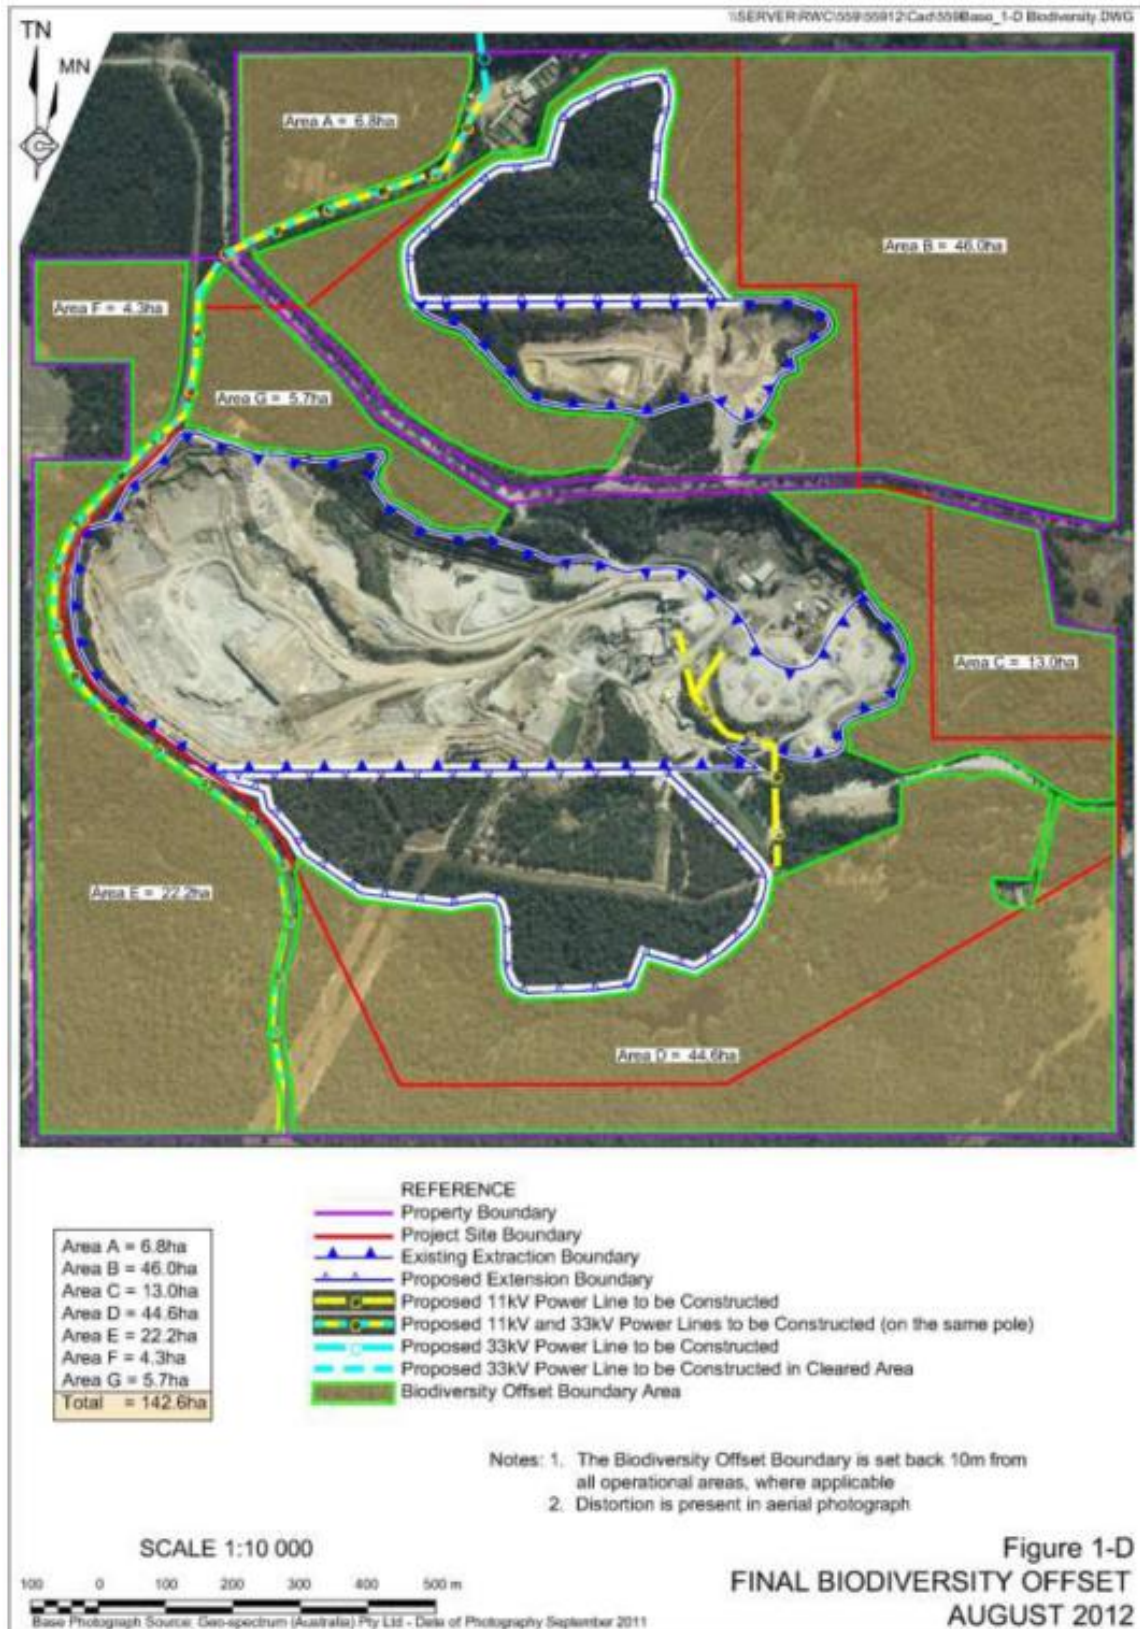 \\SERVER\RWC\559\55912\Cad\559Base_1-D Biodiversity.DWG
TN
MN
Area A = 6.8ha
Area B = 46.0ha
Area F = 4.3ha
Area G = 5.7ha
Area C = 13.0ha
Area E = 22.2ha
Area D = 44.6ha
REFERENCE
Property Boundary
Project Site Boundary
Existing Extraction Boundary
Proposed Extension Boundary
Proposed 11kV Power Line to be Constructed
Proposed 11kV and 33kV Power Lines to be Constructed (on the same pole)
Proposed 33kV Power Line to be Constructed
Proposed 33kV Power Line to be Constructed in Cleared Area
Biodiversity Offset Boundary Area
Area A = 6.8ha
Area B = 46.0ha
Area C = 13.0ha
Area D = 44.6ha
Area E = 22.2ha
Area F = 4.3ha
Area G = 5.7ha
Total = 142.6ha
Notes: 1. The Biodiversity Offset Boundary is set back 10m from
all operational areas, where applicable
2. Distortion is present in aerial photograph
SCALE 1:10 000
100 0 100 200 300 400 500 m
Base Photograph Source: Geo-spectrum (Australia) Pty Ltd - Date of Photography September 2011
Figure 1-D
FINAL BIODIVERSITY OFFSET
AUGUST 2012